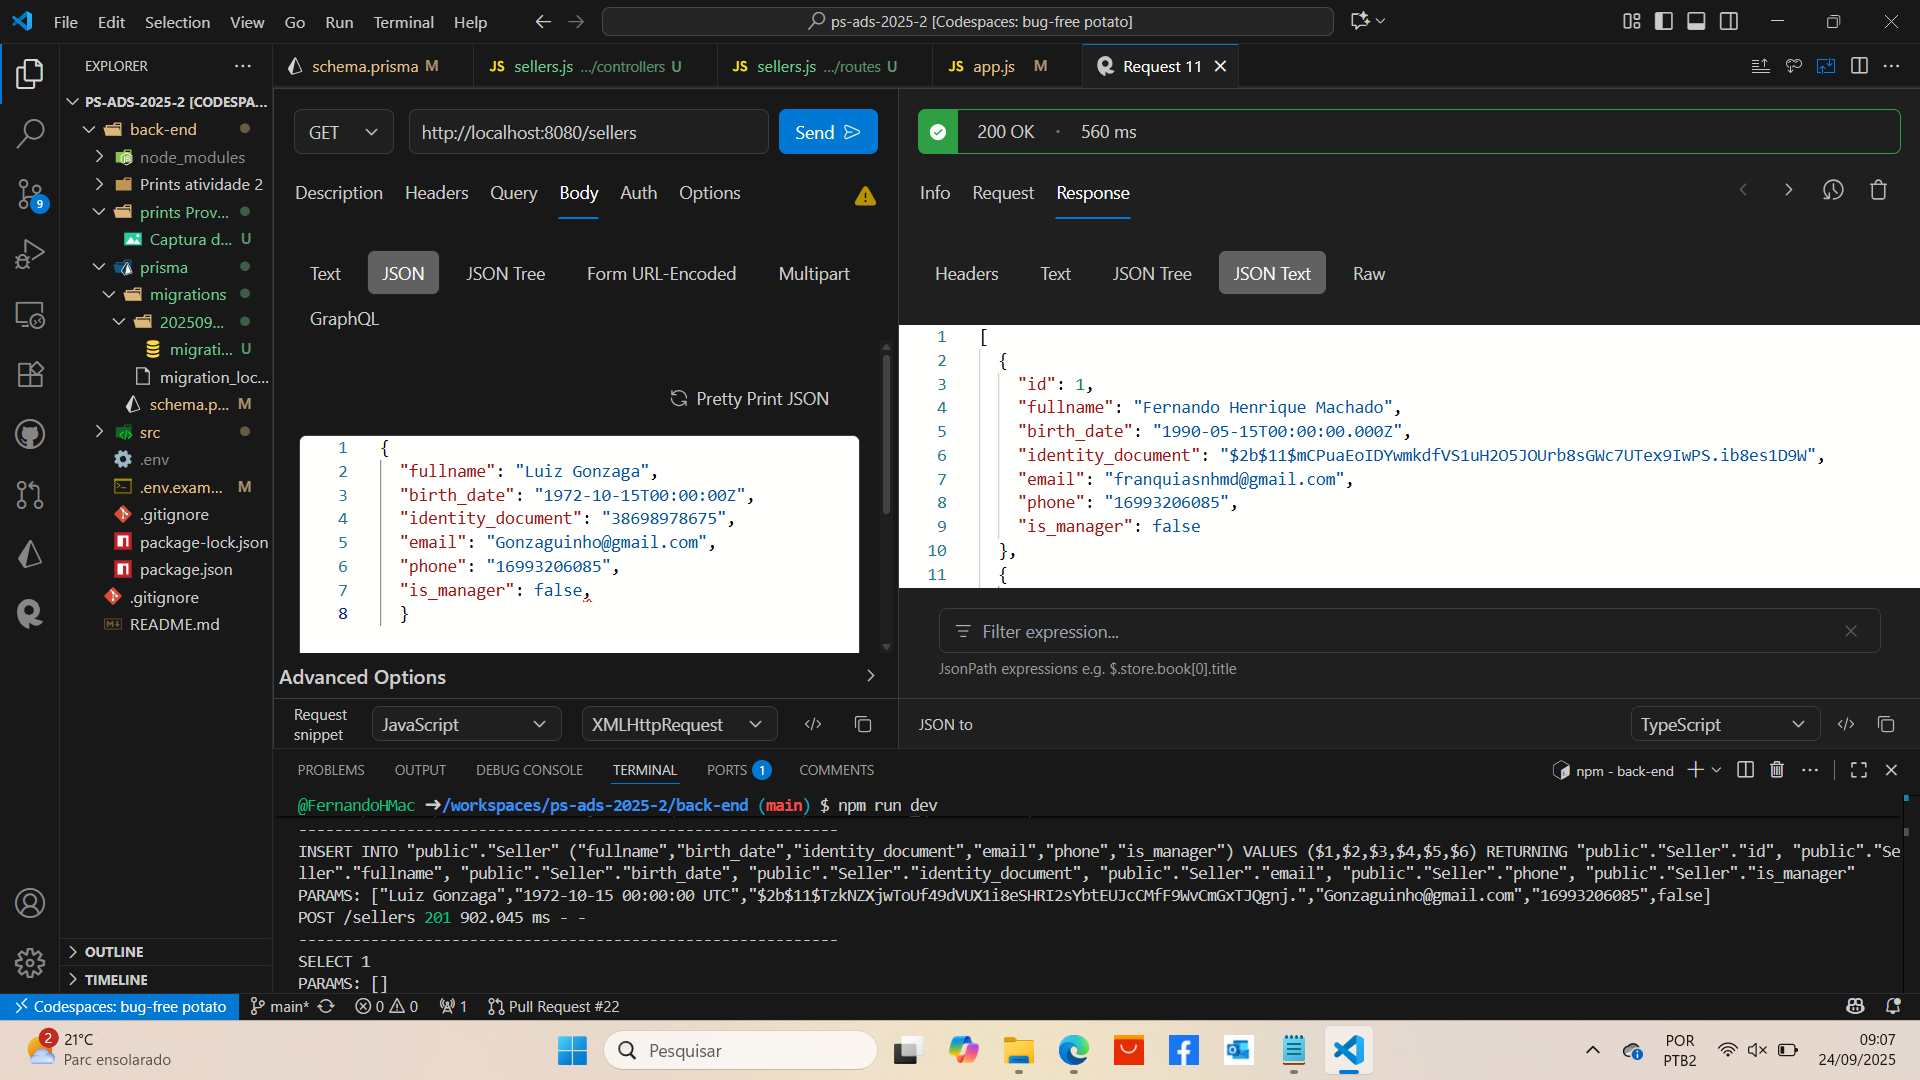 File Edit Selection View Go Run Terminal Help
ps-ads-2025-2 [Codespaces: bug-free potato]
EXPLORER
PS-ADS-2025-2 [CODESPA...
back-end
node_modules
Prints atividade 2
prints Prov...
Captura d... U
prisma
migrations
202509...
migrati... U
migration_loc...
schema.p... M
src
.env
.env.exam... M
.gitignore
package-lock.json
package.json
.gitignore
README.md
OUTLINE
TIMELINE
9
schema.prisma M
JS sellers.js .../controllers U
JS sellers.js .../routes U
JS app.js M
Request 11
GET
http://localhost:8080/sellers
Send
Description Headers Query Body Auth Options
Text JSON JSON Tree Form URL-Encoded Multipart
GraphQL
Pretty Print JSON
1 {
2 "fullname": "Luiz Gonzaga",
3 "birth_date": "1972-10-15T00:00:00Z",
4 "identity_document": "38698978675",
5 "email": "Gonzaguinho@gmail.com",
6 "phone": "16993206085",
7 "is_manager": false,
8 }
Advanced Options
Request
snippet
JavaScript
XMLHttpRequest
200 OK · 560 ms
Info Request Response
Headers Text JSON Tree JSON Text Raw
1 [
2 {
3 "id": 1,
4 "fullname": "Fernando Henrique Machado",
5 "birth_date": "1990-05-15T00:00:00.000Z",
6 "identity_document": "$2b$11$mCPuaEoIDYwmkdfVS1uH2O5JOUrb8sGWc7UTex9IwPS.ib8es1D9W",
7 "email": "franquiasnhmd@gmail.com",
8 "phone": "16993206085",
9 "is_manager": false
10 },
11 {
Filter expression...
JsonPath expressions e.g. $.store.book[0].title
JSON to
TypeScript
PROBLEMS OUTPUT DEBUG CONSOLE TERMINAL PORTS 1 COMMENTS
npm - back-end
@FernandoHMac ➜/workspaces/ps-ads-2025-2/back-end (main) $ npm run dev
------------------------------------------------------------
INSERT INTO "public"."Seller" ("fullname","birth_date","identity_document","email","phone","is_manager") VALUES ($1,$2,$3,$4,$5,$6) RETURNING "public"."Seller"."id", "public"."Se
ller"."fullname", "public"."Seller"."birth_date", "public"."Seller"."identity_document", "public"."Seller"."email", "public"."Seller"."phone", "public"."Seller"."is_manager"
PARAMS: ["Luiz Gonzaga","1972-10-15 00:00:00 UTC","$2b$11$TzkNZXjwToUf49dVUX1i8eSHRI2sYbtEUJcCMfF9WvCmGxTJQgnj.","Gonzaguinho@gmail.com","16993206085",false]
POST /sellers 201 902.045 ms - -
------------------------------------------------------------
SELECT 1
PARAMS: []
Codespaces: bug-free potato
main*
0
0
1
Pull Request #22
2
21°C
Parc ensolarado
Pesquisar
POR
PTB2
09:07
24/09/2025